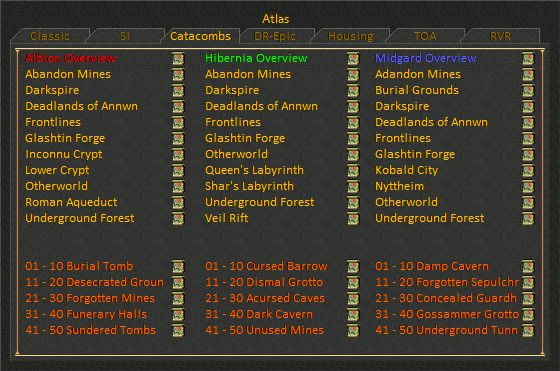 Atlas
Classic SI Catacombs DR-Epic Housing TOA RVR
Albion Overview Hibernia Overview Midgard Overview
Abandon Mines Abandon Mines Adandon Mines
Darkspire Darkspire Burial Grounds
Deadlands of Annwn Deadlands of Annwn Darkspire
Frontlines Frontlines Deadlands of Annwn
Glashtin Forge Glashtin Forge Frontlines
Inconnu Crypt Otherworld Glashtin Forge
Lower Crypt Queen's Labyrinth Kobald City
Otherworld Shar's Labyrinth Nyttheim
Roman Aqueduct Underground Forest Otherworld
Underground Forest Veil Rift Underground Forest
01 - 10 Burial Tomb 01 - 10 Cursed Barrow 01 - 10 Damp Cavern
11 - 20 Desecrated Groun 11 - 20 Dismal Grotto 11 - 20 Forgotten Sepulchr
21 - 30 Forgotten Mines 21 - 30 Acursed Caves 21 - 30 Concealed Guardh
31 - 40 Funerary Halls 31 - 40 Dark Cavern 31 - 40 Gossammer Grotto
41 - 50 Sundered Tombs 41 - 50 Unused Mines 41 - 50 Underground Tunn